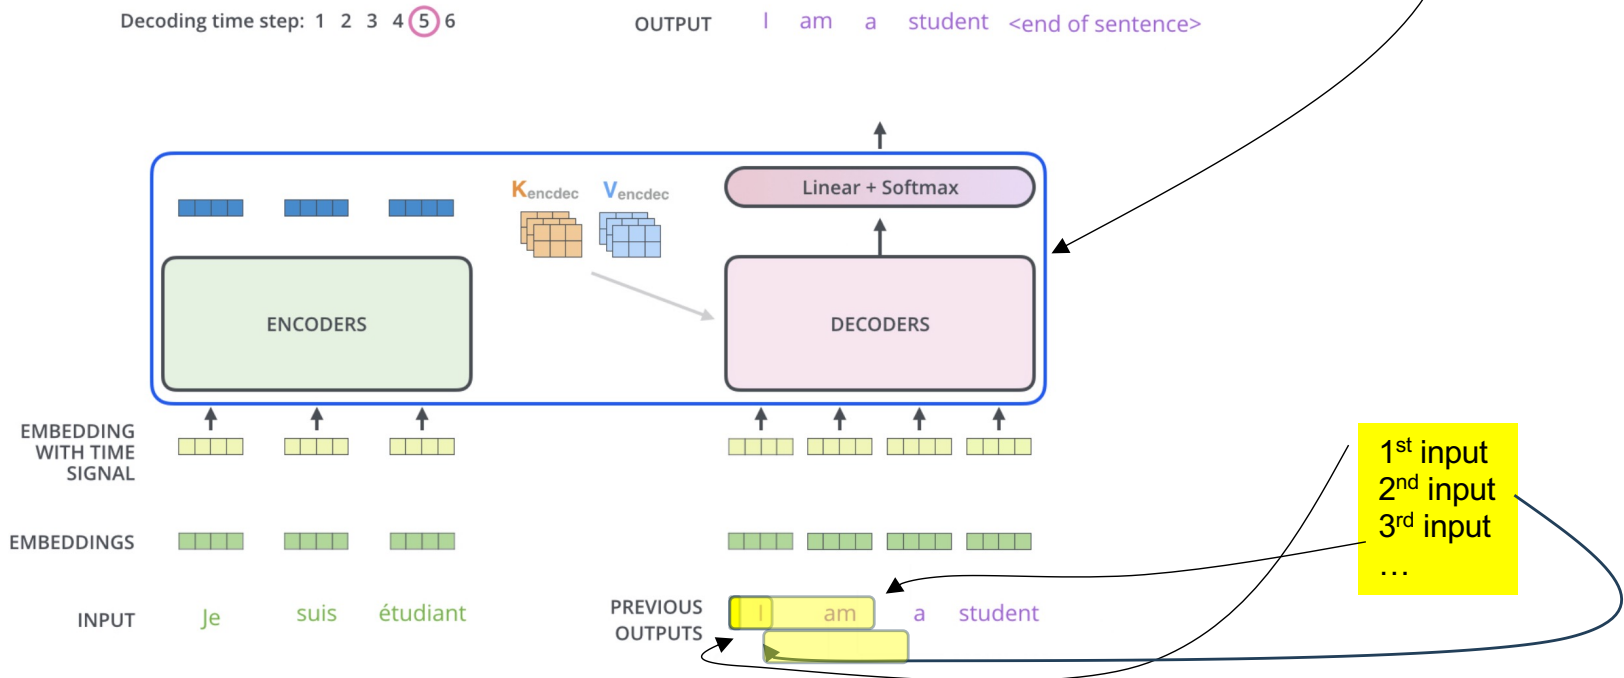 Decoding time step: 1 2 3 4 5 6
OUTPUT I am a student <end of sentence>
Kencdec Vencdec
Linear + Softmax
ENCODERS
DECODERS
EMBEDDING
WITH TIME
SIGNAL
1st input
2nd input
3rd input
…
EMBEDDINGS
INPUT Je suis étudiant
PREVIOUS
OUTPUTS
I am a student